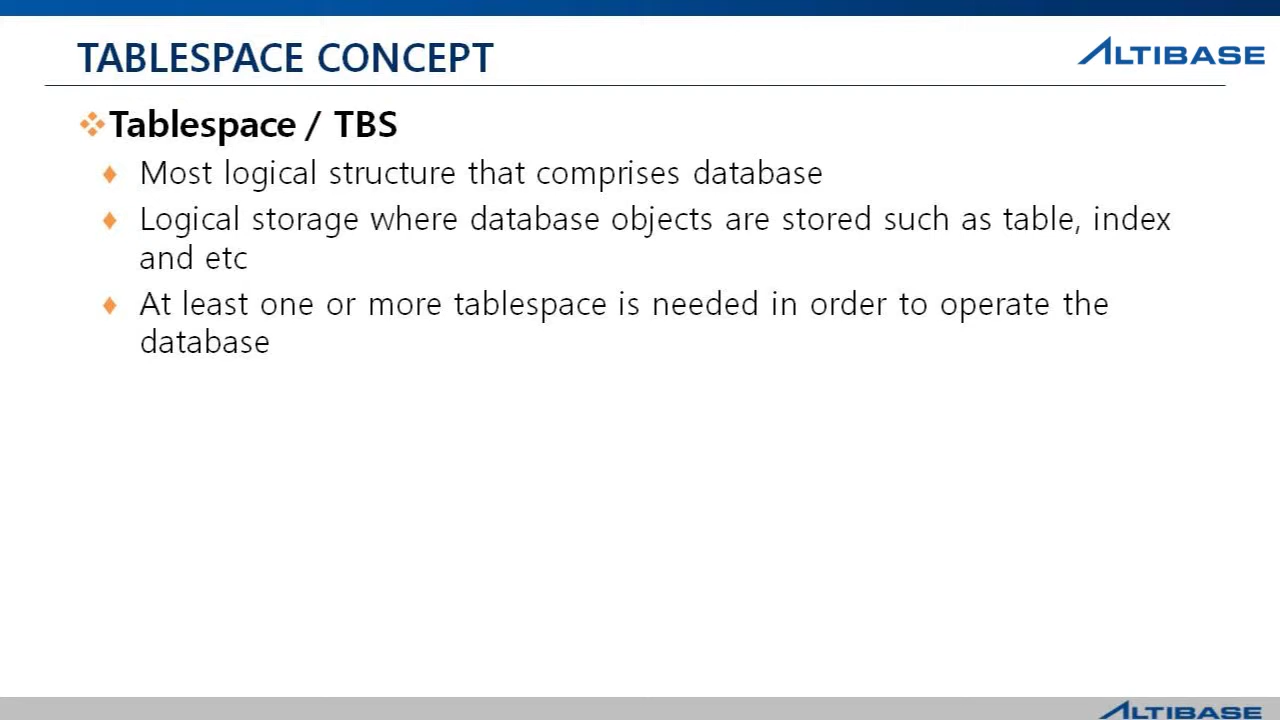 TABLESPACE CONCEPT
ALTIBASE
Tablespace / TBS
Most logical structure that comprises database
Logical storage where database objects are stored such as table, index
and etc
At least one or more tablespace is needed in order to operate the
database
ALTIBASE